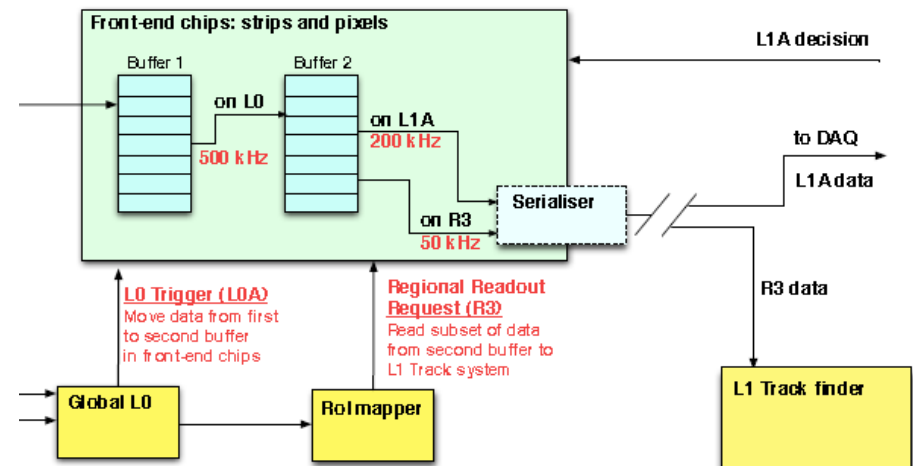 Front-end chips: strips and pixels
L1A decision
Buffer 1
Buffer 2
on L0
500 kHz
on L1A
200 kHz
on R3
50 kHz
Serialiser
to DAQ
L1A data
R3 data
L0 Trigger (L0A)
Move data from first
to second buffer
in front-end chips
Regional Readout
Request (R3)
Read subset of data
from second buffer to
L1 Track system
Global L0
RoI mapper
L1 Track finder